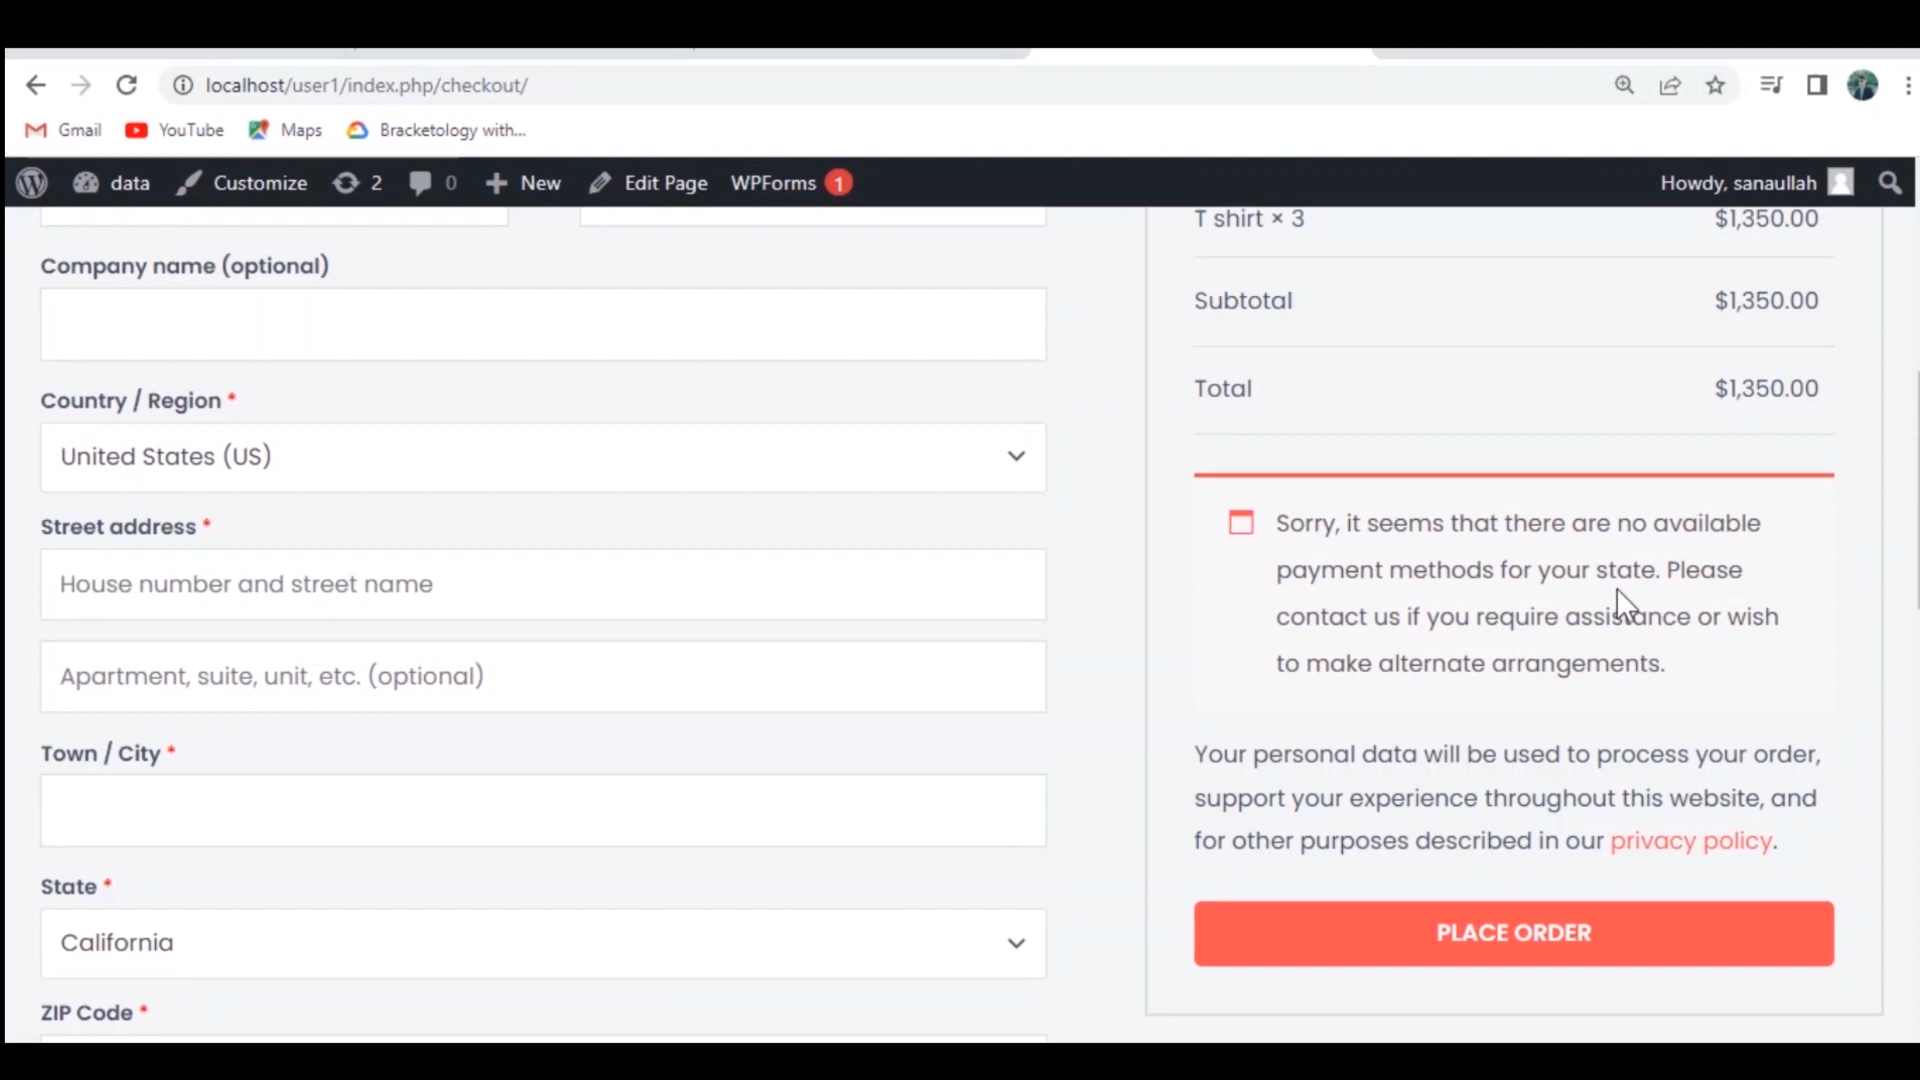 localhost/user1/index.php/checkout/
Gmail YouTube Maps Bracketology with...
data Customize 2 0 New Edit Page WPForms 1 Howdy, sanaullah
T shirt × 3 $1,350.00
Company name (optional)
Subtotal $1,350.00
Total $1,350.00
Country / Region *
United States (US)
Street address *
House number and street name
Apartment, suite, unit, etc. (optional)
Town / City *
State *
California
ZIP Code *
Sorry, it seems that there are no available
payment methods for your state. Please
contact us if you require assistance or wish
to make alternate arrangements.
Your personal data will be used to process your order,
support your experience throughout this website, and
for other purposes described in our privacy policy.
PLACE ORDER